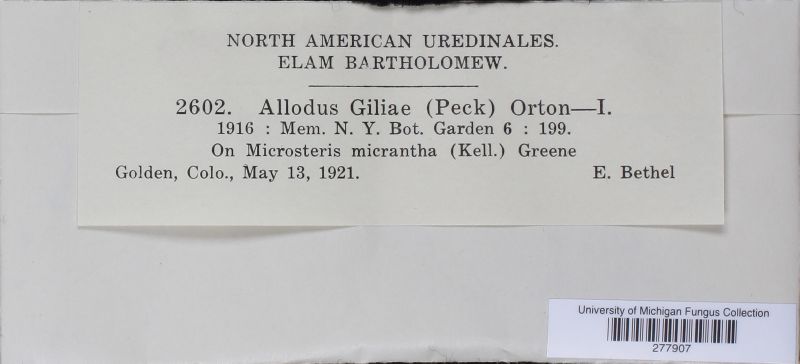 NORTH AMERICAN UREDINALES.
ELAM BARTHOLOMEW.
2602. Allodus Giliae (Peck) Orton—I.
1916 : Mem. N. Y. Bot. Garden 6 : 199.
On Microsteris micrantha (Kell.) Greene
Golden, Colo., May 13, 1921. E. Bethel
University of Michigan Fungus Collection
277907